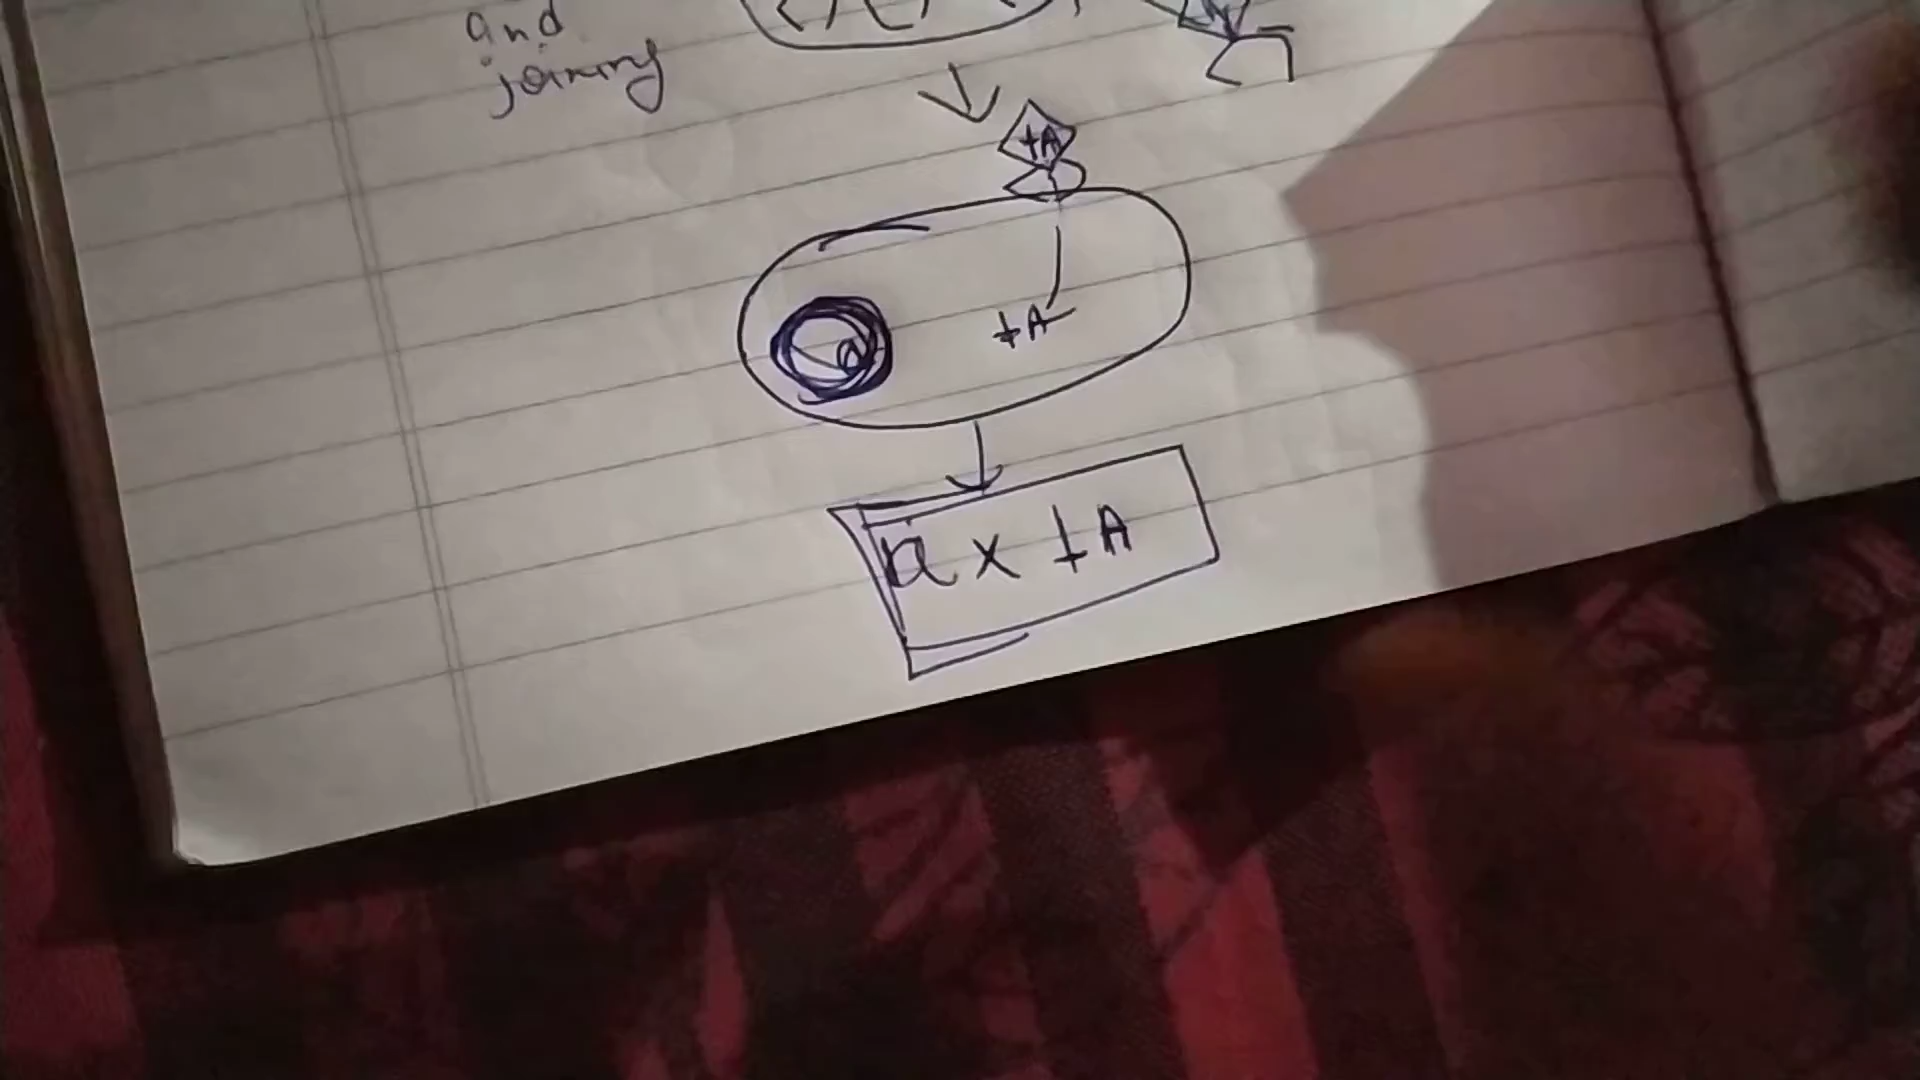 and
joining
+A
+A
a
a x +A